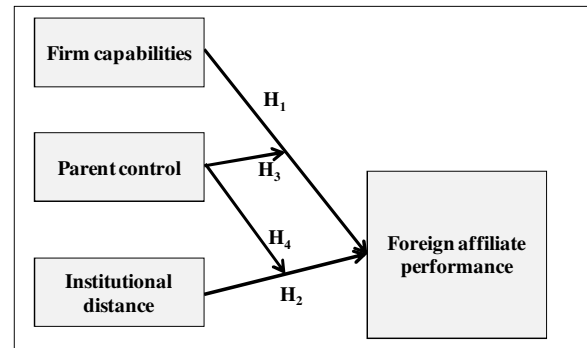 Firm capabilities
H₁
Parent control
H₃
H₄
Foreign affiliate
performance
Institutional
distance
H₂